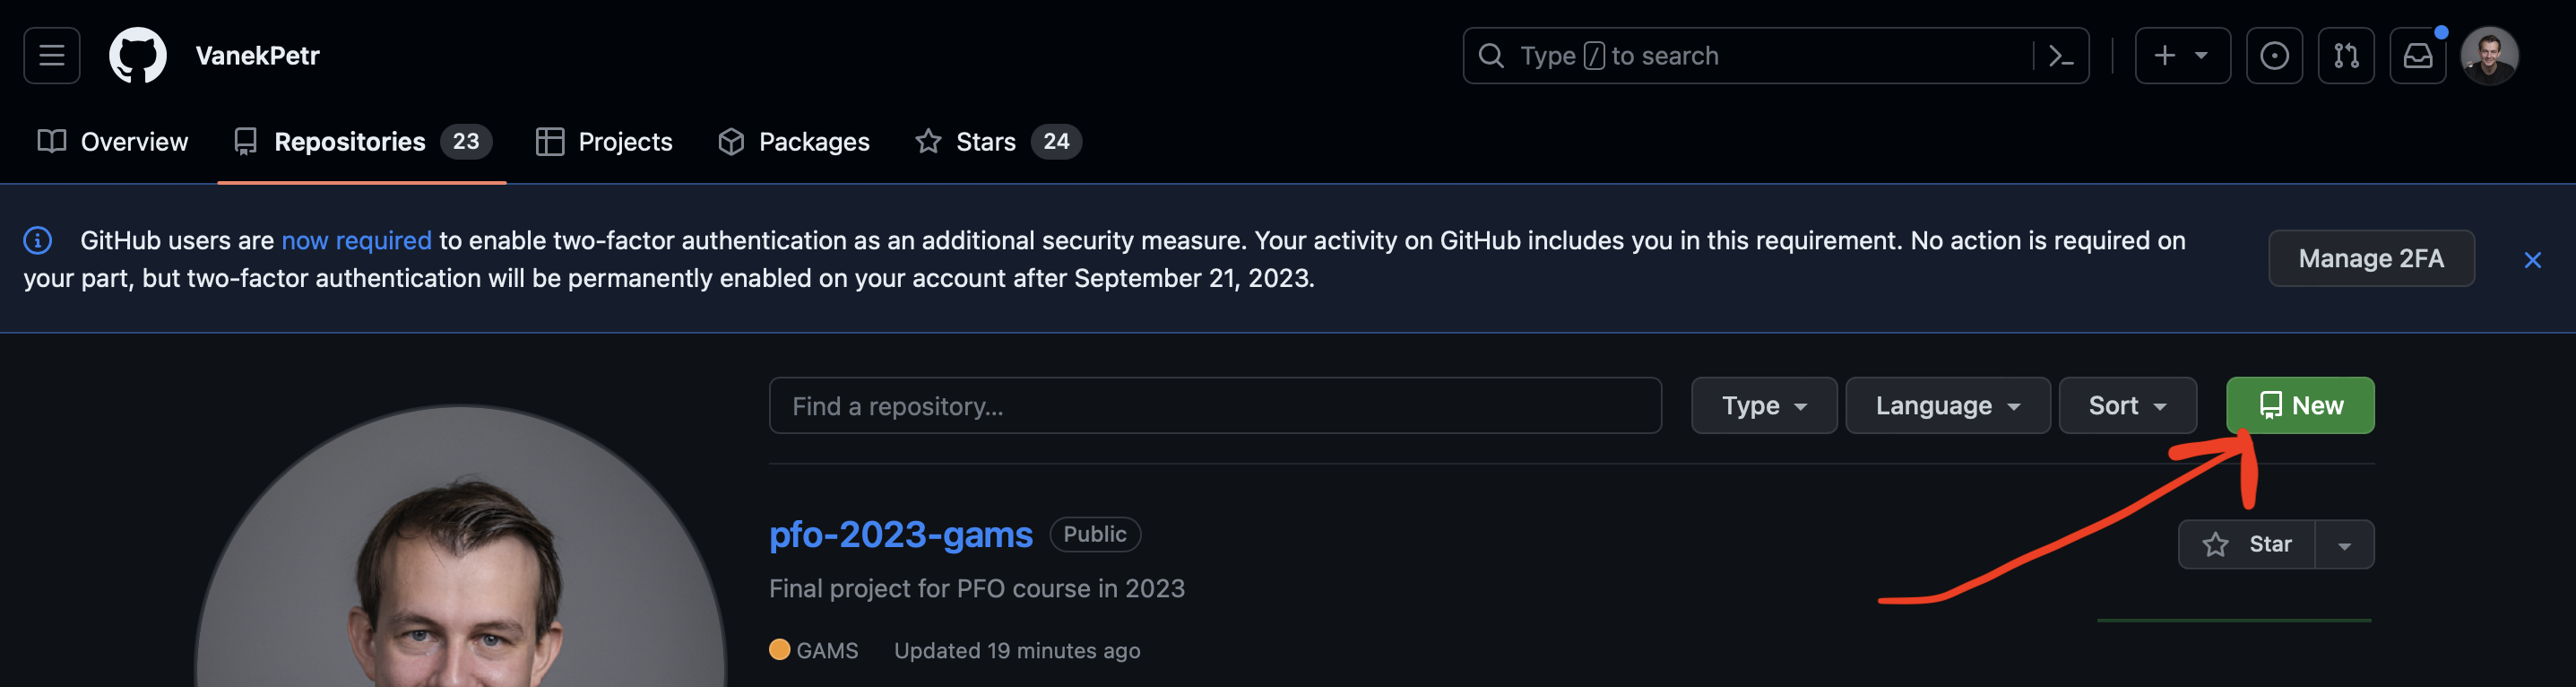 VanekPetr
Type / to search
Overview
Repositories 23
Projects
Packages
Stars 24
GitHub users are now required to enable two-factor authentication as an additional security measure. Your activity on GitHub includes you in this requirement. No action is required on
your part, but two-factor authentication will be permanently enabled on your account after September 21, 2023.
Manage 2FA
Find a repository...
Type
Language
Sort
New
pfo-2023-gams Public
Star
Final project for PFO course in 2023
GAMS Updated 19 minutes ago